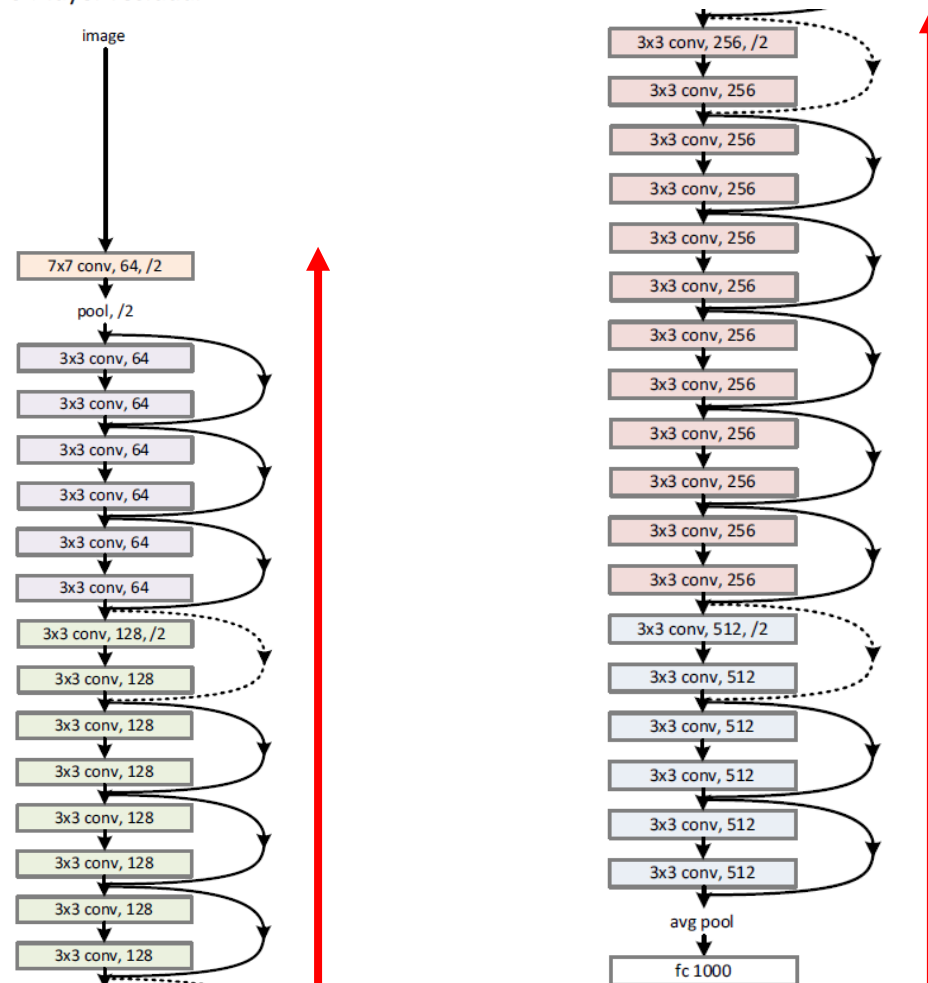 image
7x7 conv, 64, /2
pool, /2
3x3 conv, 64
3x3 conv, 64
3x3 conv, 64
3x3 conv, 64
3x3 conv, 64
3x3 conv, 64
3x3 conv, 128, /2
3x3 conv, 128
3x3 conv, 128
3x3 conv, 128
3x3 conv, 128
3x3 conv, 128
3x3 conv, 128
3x3 conv, 128
3x3 conv, 256, /2
3x3 conv, 256
3x3 conv, 256
3x3 conv, 256
3x3 conv, 256
3x3 conv, 256
3x3 conv, 256
3x3 conv, 256
3x3 conv, 256
3x3 conv, 256
3x3 conv, 256
3x3 conv, 256
3x3 conv, 512, /2
3x3 conv, 512
3x3 conv, 512
3x3 conv, 512
3x3 conv, 512
3x3 conv, 512
avg pool
fc 1000